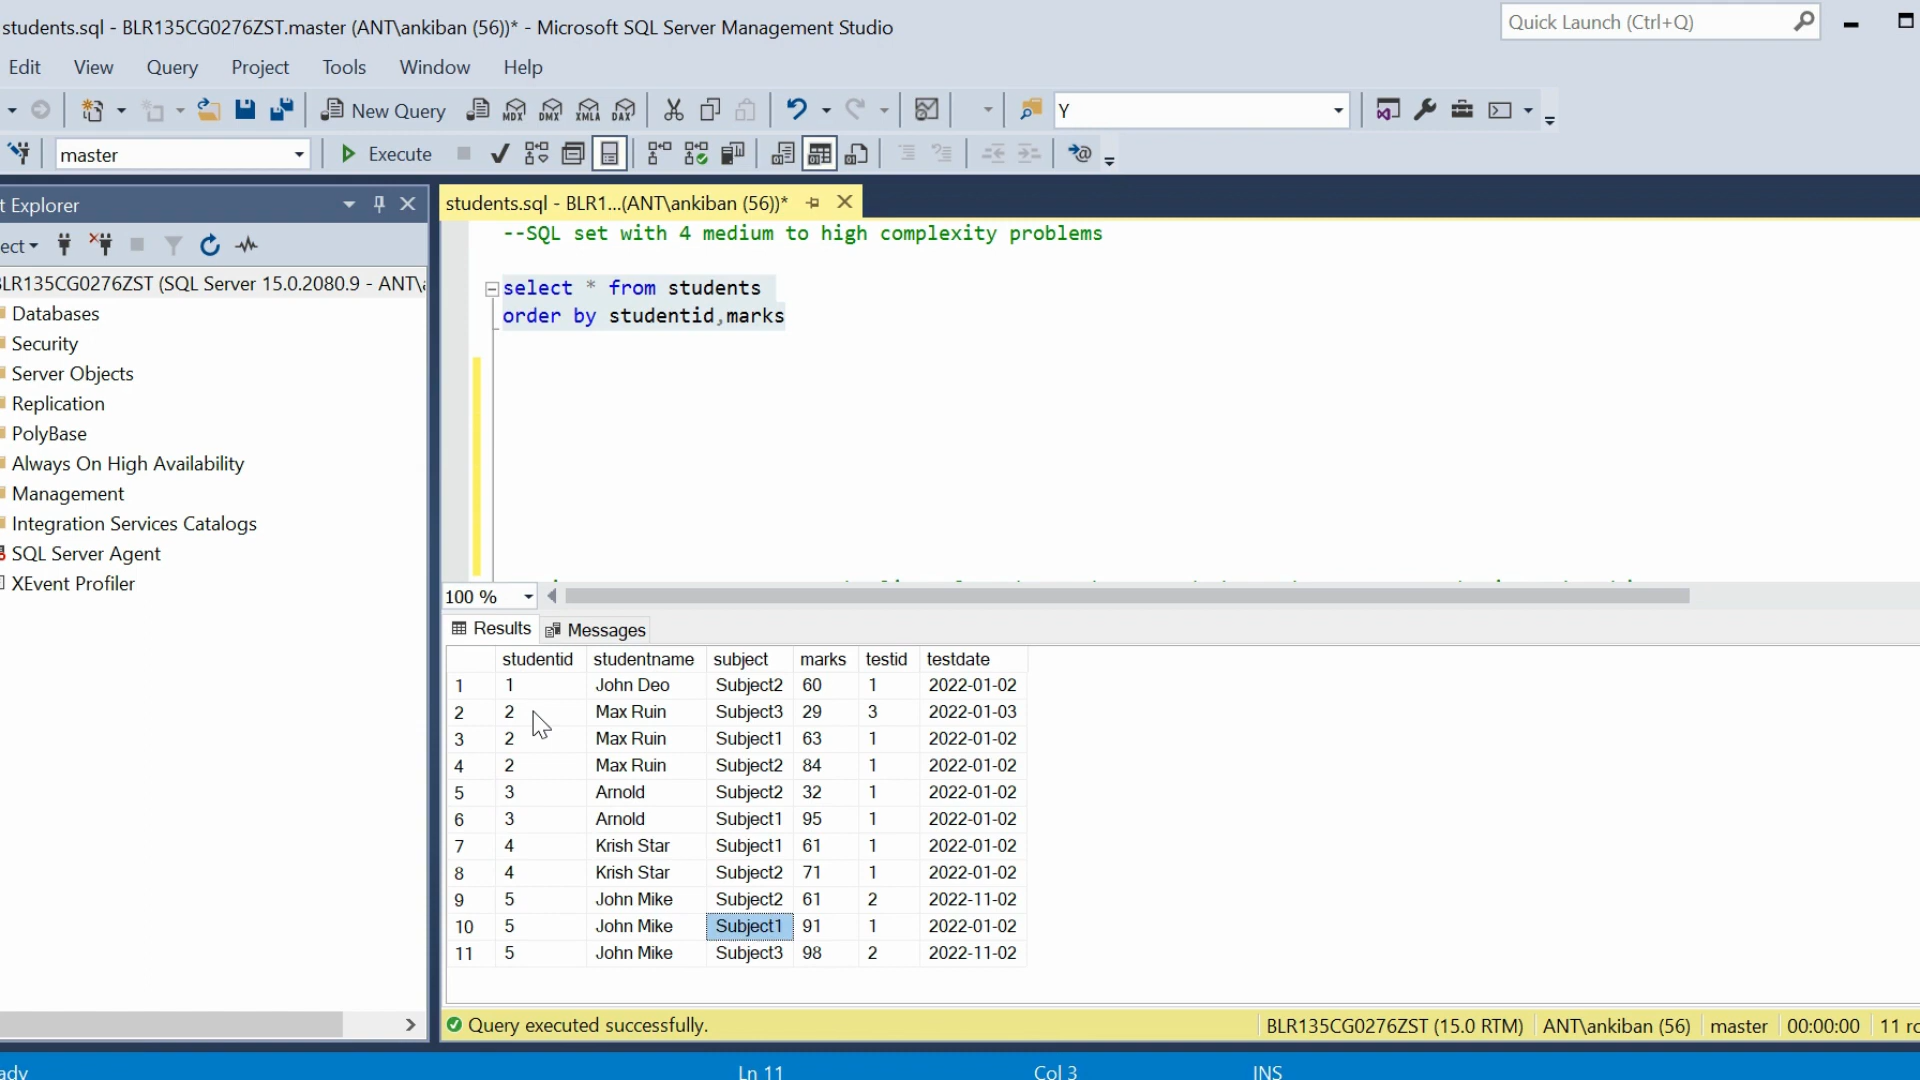 students.sql - BLR135CG0276ZST.master (ANT\ankiban (56))* - Microsoft SQL Server Management Studio
Quick Launch (Ctrl+Q)
Edit View Query Project Tools Window Help
New Query MDX DMX XMLA DAX Y
master Execute
t Explorer
students.sql - BLR1...(ANT\ankiban (56))*
ect
BLR135CG0276ZST (SQL Server 15.0.2080.9 - ANT\
Databases
Security
Server Objects
Replication
PolyBase
Always On High Availability
Management
Integration Services Catalogs
SQL Server Agent
XEvent Profiler
--SQL set with 4 medium to high complexity problems
select * from students
order by studentid,marks
100 %
Results Messages
studentid studentname subject marks testid testdate
1 1 John Deo Subject2 60 1 2022-01-02
2 2 Max Ruin Subject3 29 3 2022-01-03
3 2 Max Ruin Subject1 63 1 2022-01-02
4 2 Max Ruin Subject2 84 1 2022-01-02
5 3 Arnold Subject2 32 1 2022-01-02
6 3 Arnold Subject1 95 1 2022-01-02
7 4 Krish Star Subject1 61 1 2022-01-02
8 4 Krish Star Subject2 71 1 2022-01-02
9 5 John Mike Subject2 61 2 2022-11-02
10 5 John Mike Subject1 91 1 2022-01-02
11 5 John Mike Subject3 98 2 2022-11-02
Query executed successfully.
BLR135CG0276ZST (15.0 RTM) ANT\ankiban (56) master 00:00:00 11 ro
ady Ln 11 Col 3 INS